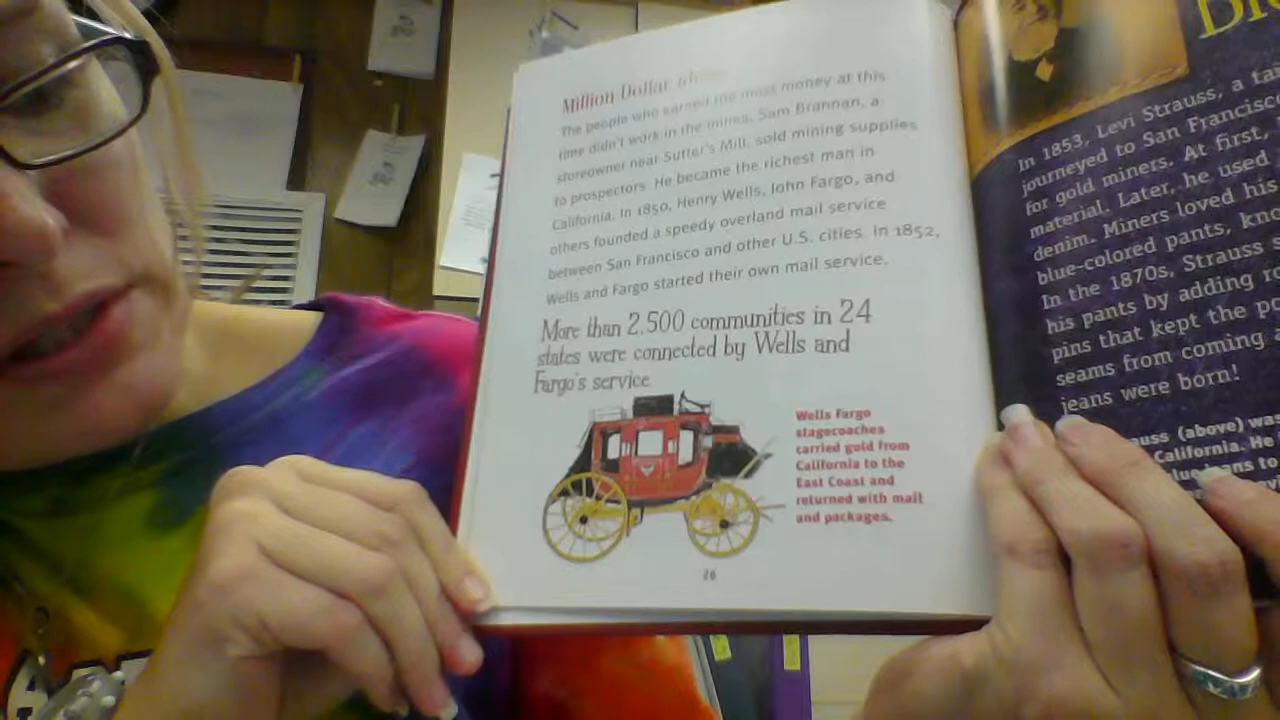 Million Dollar
The people who earned the most money at this
time didn't work in the mines. Sam Brannan, a
storeowner near Sutter's Mill, sold mining supplies
to prospectors. He became the richest man in
California. In 1850, Henry Wells, John Fargo, and
others founded a speedy overland mail service
between San Francisco and other U.S. cities. In 1852,
Wells and Fargo started their own mail service.
More than 2,500 communities in 24
states were connected by Wells and
Fargo's service.
Wells Fargo
stagecoaches
carried gold from
California to the
East Coast and
returned with mail
and packages.
26
In 1853, Levi Strauss, a
journeyed to San Francisco
for gold miners. At first,
material. Later, he used
denim. Miners loved his
blue-colored pants,
In the 1870s, Strauss
his pants by adding
pins that kept the
seams from coming
jeans were born!
(above) was
California. He
to